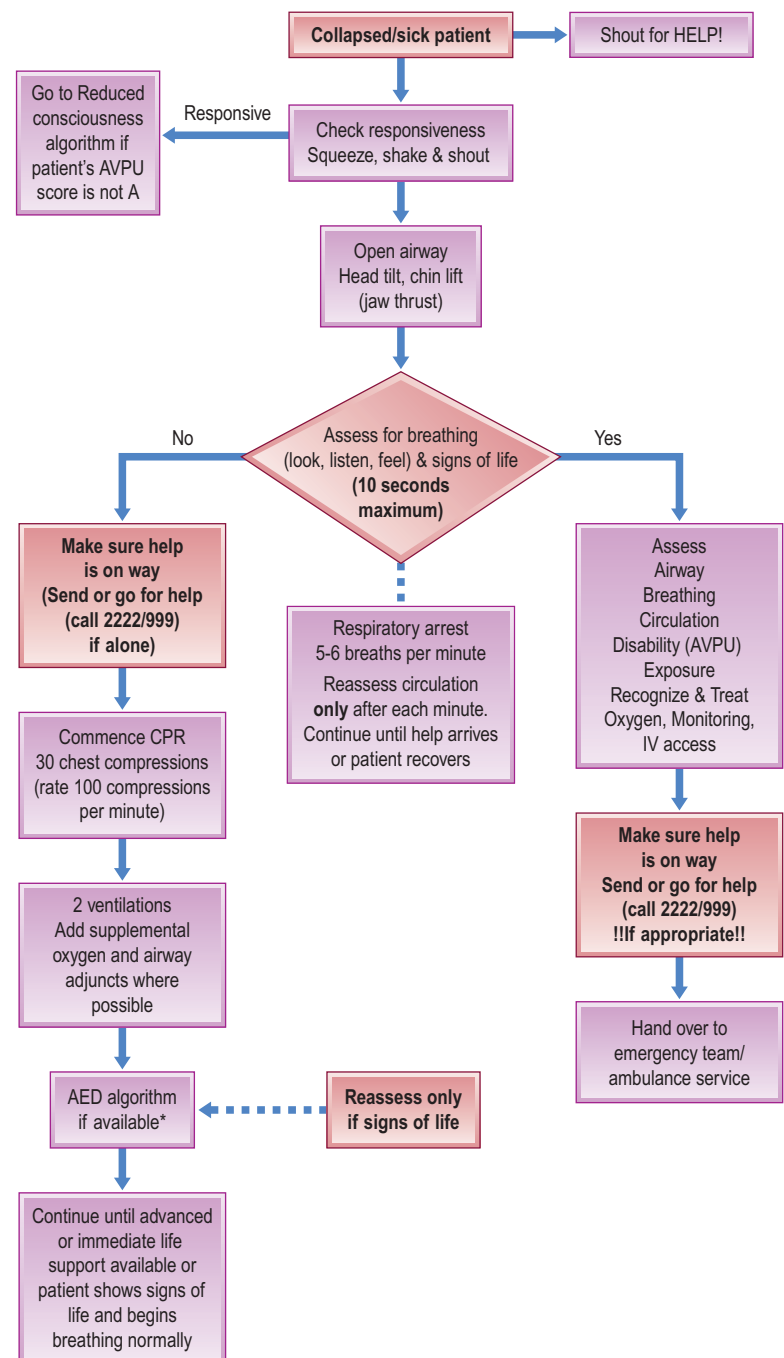 Collapsed/sick patient
Shout for HELP!
Go to Reduced
consciousness
algorithm if
patient's AVPU
score is not A
Responsive
Check responsiveness
Squeeze, shake & shout
Open airway
Head tilt, chin lift
(jaw thrust)
No
Assess for breathing
(look, listen, feel) & signs of life
(10 seconds
maximum)
Yes
Make sure help
is on way
(Send or go for help
(call 2222/999)
if alone)
Commence CPR
30 chest compressions
(rate 100 compressions
per minute)
2 ventilations
Add supplemental
oxygen and airway
adjuncts where
possible
AED algorithm
if available*
Reassess only
if signs of life
Continue until advanced
or immediate life
support available or
patient shows signs of
life and begins
breathing normally
Respiratory arrest
5-6 breaths per minute
Reassess circulation
only after each minute.
Continue until help arrives
or patient recovers
Assess
Airway
Breathing
Circulation
Disability (AVPU)
Exposure
Recognize & Treat
Oxygen, Monitoring,
IV access
Make sure help
is on way
Send or go for help
(call 2222/999)
!!If appropriate!!
Hand over to
emergency team/
ambulance service